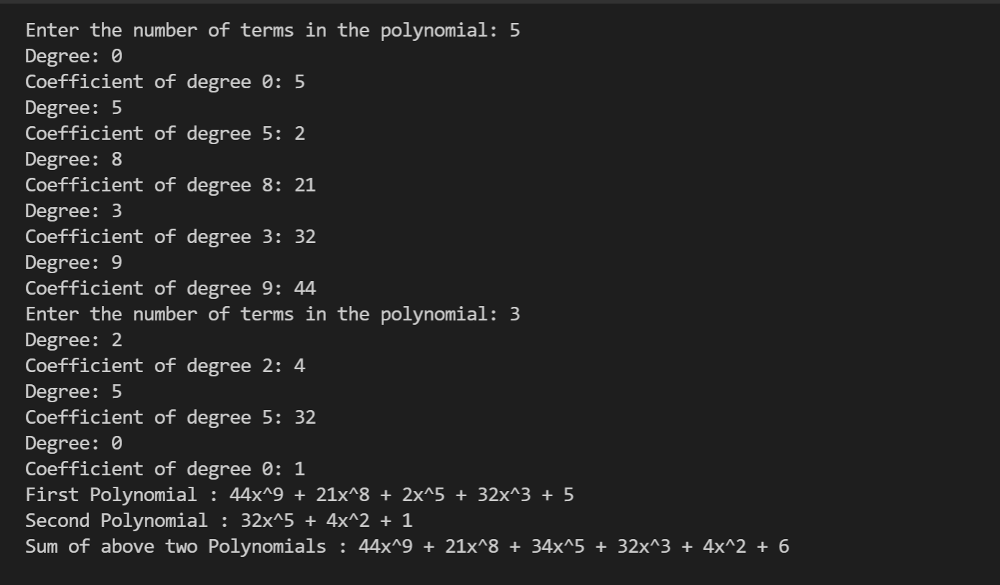 Enter the number of terms in the polynomial: 5
Degree: 0
Coefficient of degree 0: 5
Degree: 5
Coefficient of degree 5: 2
Degree: 8
Coefficient of degree 8: 21
Degree: 3
Coefficient of degree 3: 32
Degree: 9
Coefficient of degree 9: 44
Enter the number of terms in the polynomial: 3
Degree: 2
Coefficient of degree 2: 4
Degree: 5
Coefficient of degree 5: 32
Degree: 0
Coefficient of degree 0: 1
First Polynomial : 44x^9 + 21x^8 + 2x^5 + 32x^3 + 5
Second Polynomial : 32x^5 + 4x^2 + 1
Sum of above two Polynomials : 44x^9 + 21x^8 + 34x^5 + 32x^3 + 4x^2 + 6